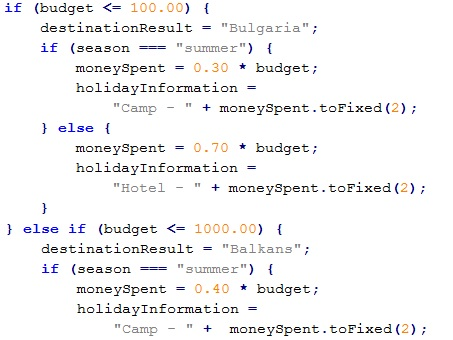 if (budget <= 100.00) {
    destinationResult = "Bulgaria";
    if (season === "summer") {
        moneySpent = 0.30 * budget;
        holidayInformation =
            "Camp - " + moneySpent.toFixed(2);
    } else {
        moneySpent = 0.70 * budget;
        holidayInformation =
            "Hotel - " + moneySpent.toFixed(2);
    }
} else if (budget <= 1000.00) {
    destinationResult = "Balkans";
    if (season === "summer") {
        moneySpent = 0.40 * budget;
        holidayInformation =
            "Camp - " +  moneySpent.toFixed(2);